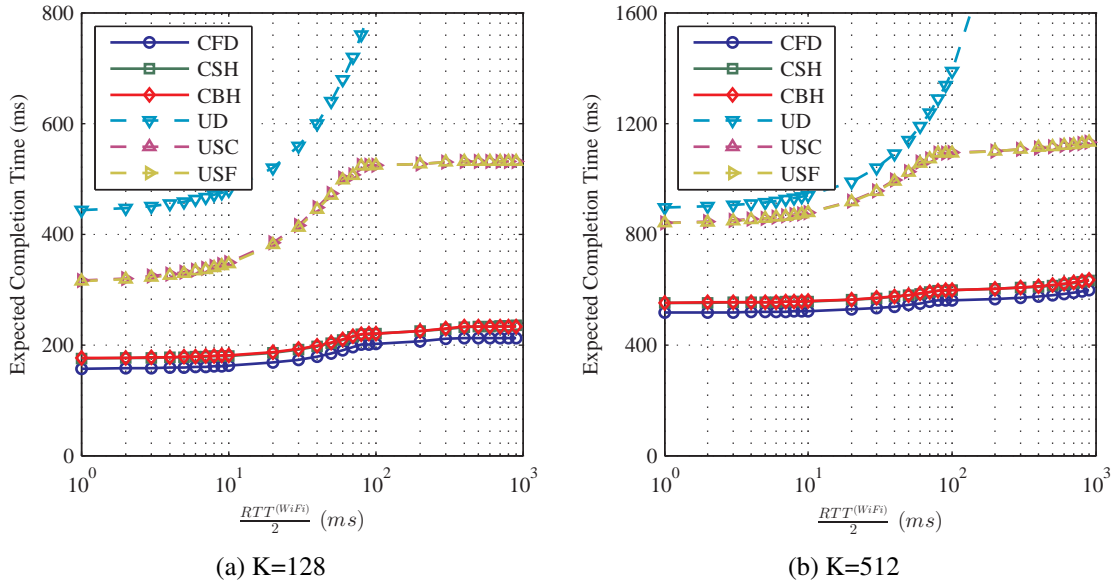 800
600
400
200
0
Expected Completion Time (ms)
CFD
CSH
CBH
UD
USC
USF
10^0 10^1 10^2 10^3
RTT^(WiFi)/2 (ms)
(a) K=128
1600
1200
800
400
0
Expected Completion Time (ms)
CFD
CSH
CBH
UD
USC
USF
10^0 10^1 10^2 10^3
RTT^(WiFi)/2 (ms)
(b) K=512